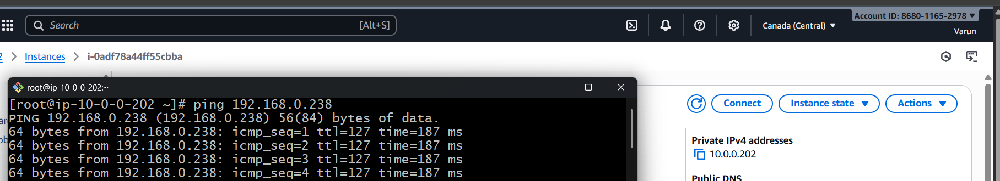 Search [Alt+S] Canada (Central) Account ID: 8680-1165-2978
Varun
2 Instances i-0adf78a44ff55cbba
root@ip-10-0-0-202:~
[root@ip-10-0-0-202 ~]# ping 192.168.0.238
PING 192.168.0.238 (192.168.0.238) 56(84) bytes of data.
64 bytes from 192.168.0.238: icmp_seq=1 ttl=127 time=187 ms
64 bytes from 192.168.0.238: icmp_seq=2 ttl=127 time=187 ms
64 bytes from 192.168.0.238: icmp_seq=3 ttl=127 time=187 ms
64 bytes from 192.168.0.238: icmp_seq=4 ttl=127 time=187 ms
Connect Instance state Actions
Private IPv4 addresses
10.0.0.202
Public DNS